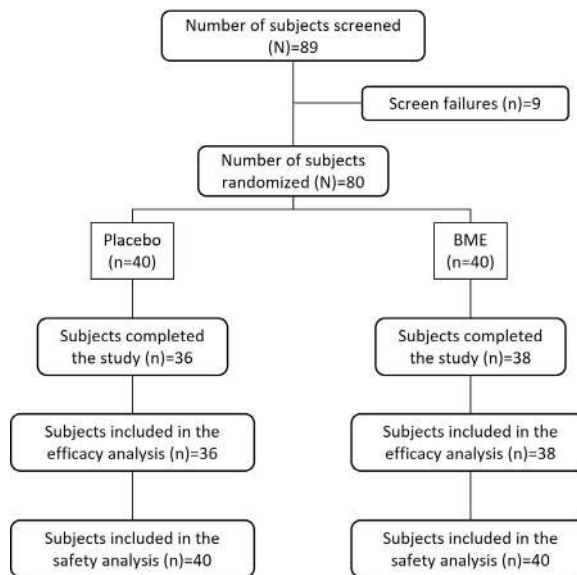 Number of subjects screened
(N)=89
Screen failures (n)=9
Number of subjects
randomized (N)=80
Placebo
(n=40)
BME
(n=40)
Subjects completed
the study (n)=36
Subjects completed
the study (n)=38
Subjects included in the
efficacy analysis (n)=36
Subjects included in the
efficacy analysis (n)=38
Subjects included in the
safety analysis (n)=40
Subjects included in the
safety analysis (n)=40